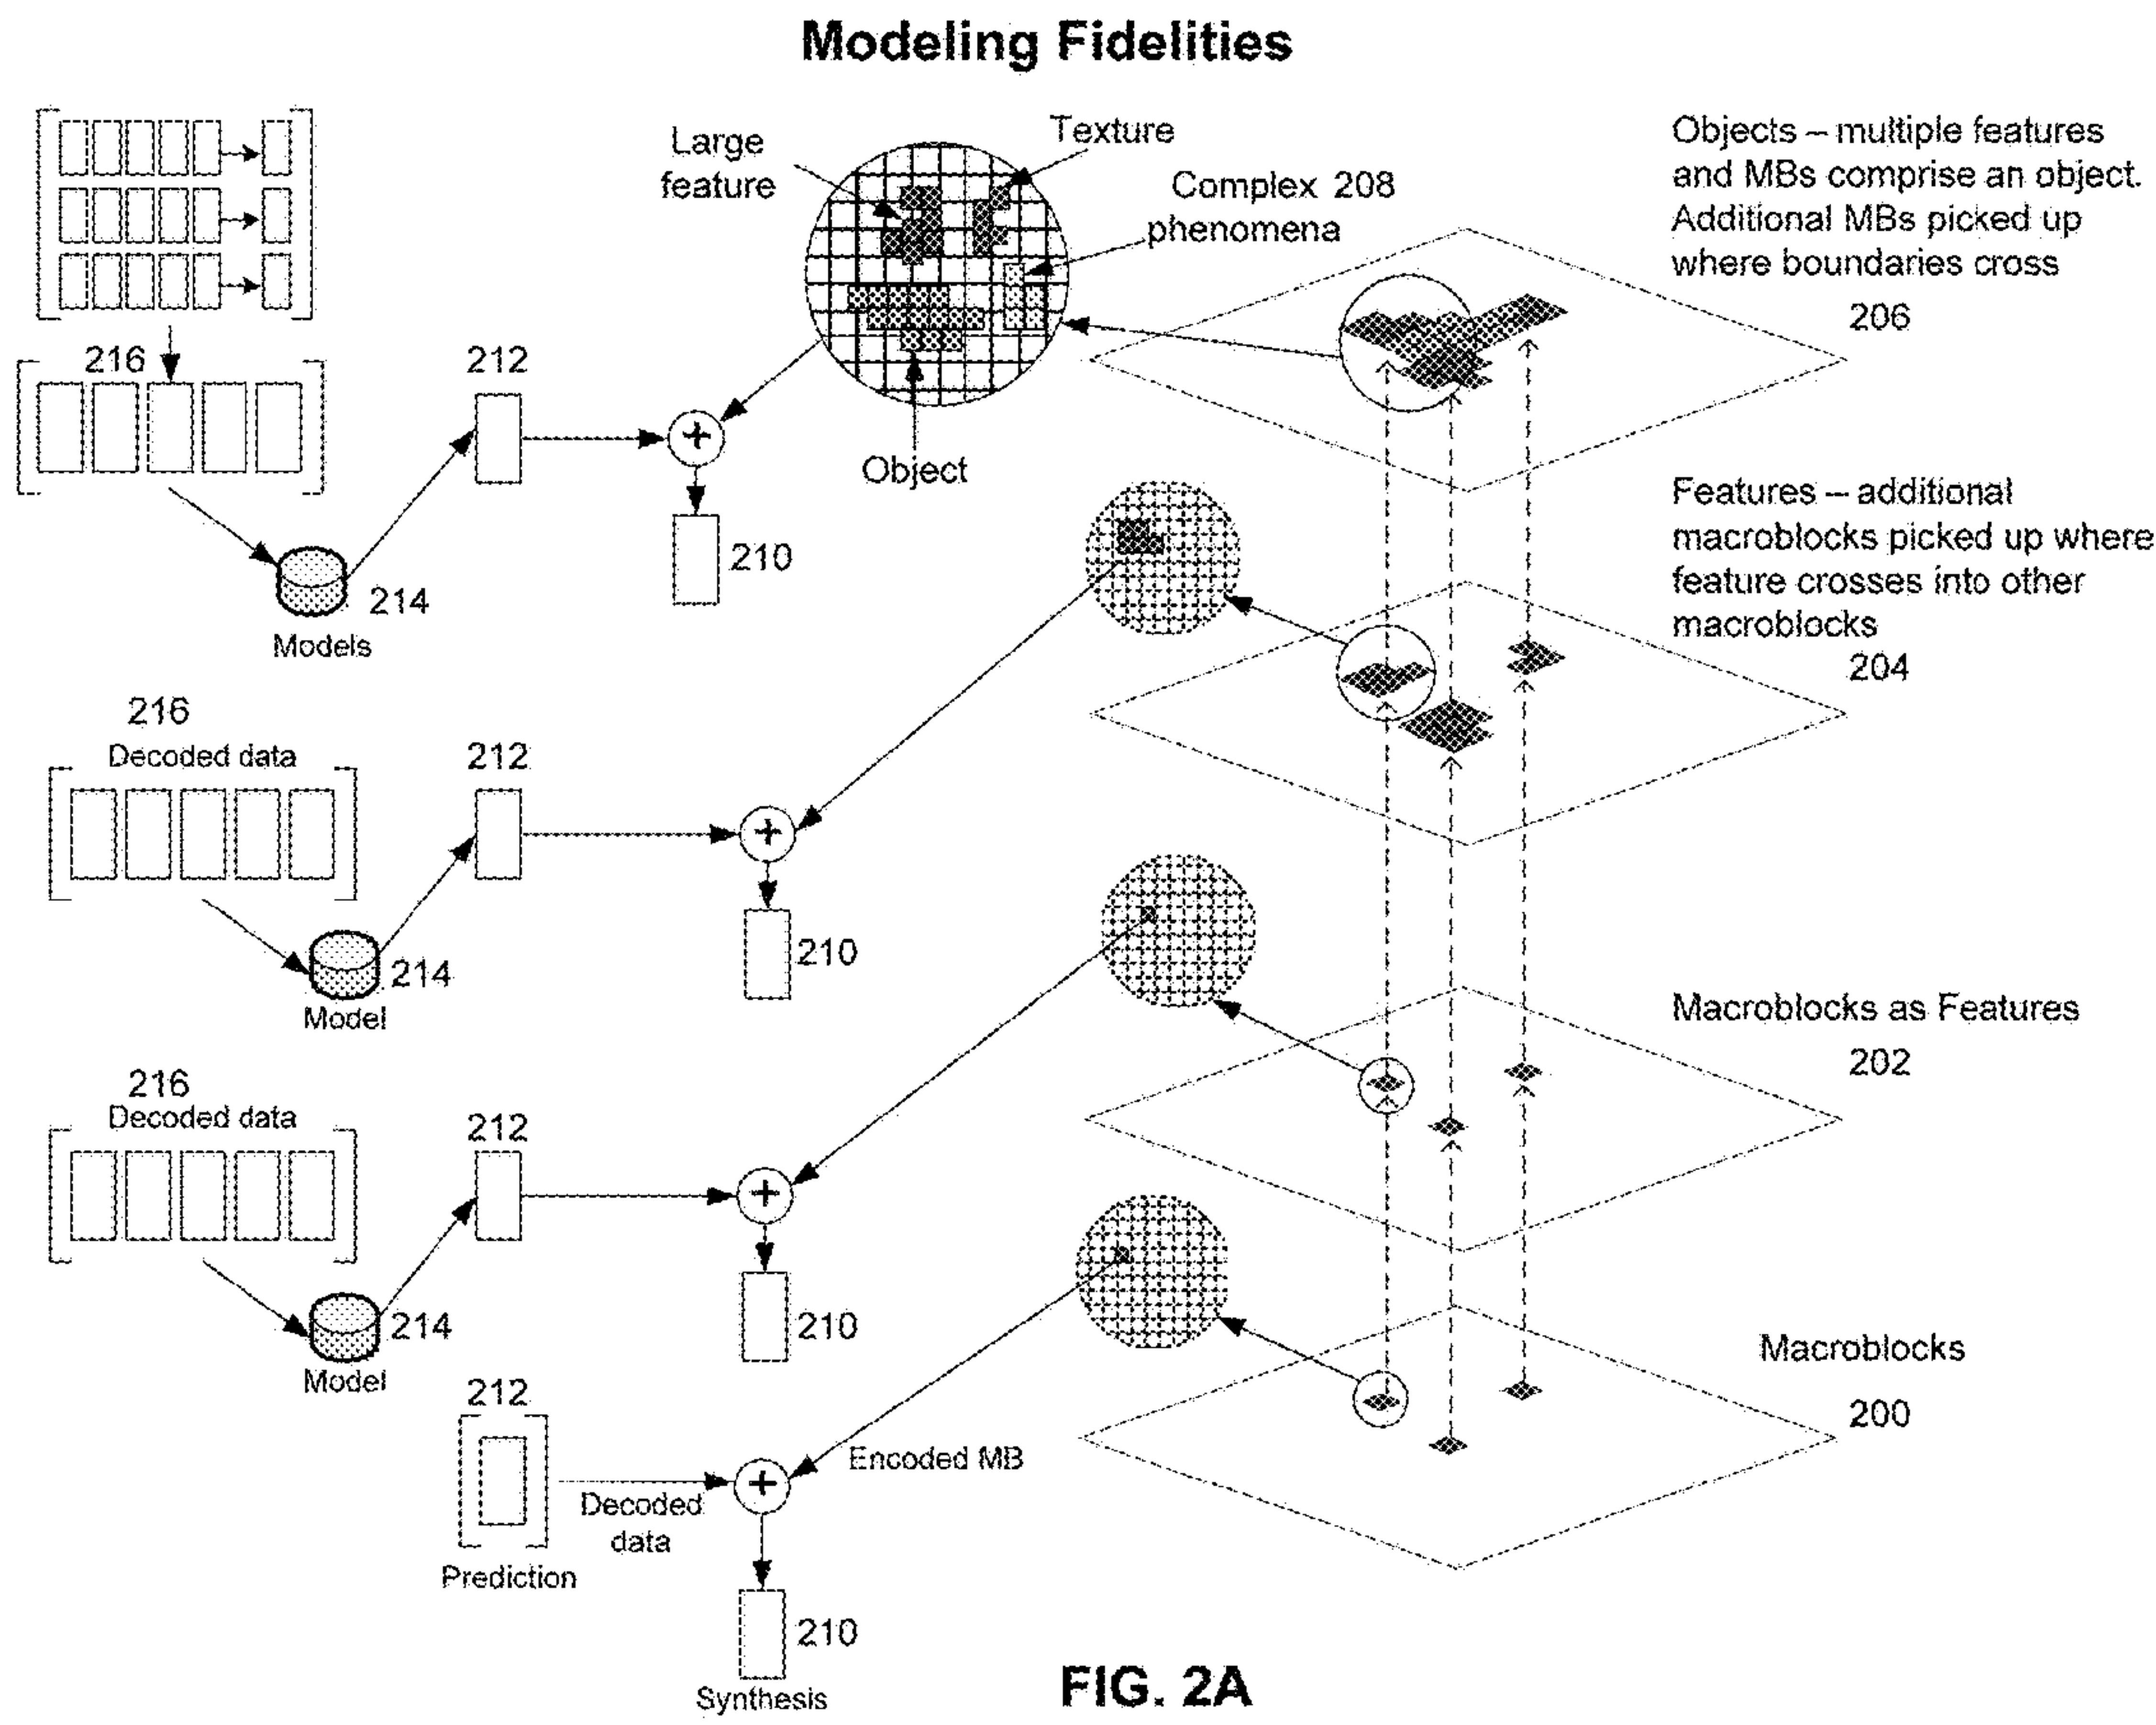 Modeling Fidelities
Large
feature
Texture
Complex 208
phenomena
Object
Objects – multiple features
and MBs comprise an object.
Additional MBs picked up
where boundaries cross
206
216
212
210
214
Models
Features – additional
macroblocks picked up where
feature crosses into other
macroblocks
204
216
Decoded data
212
210
214
Model
Macroblocks as Features
202
216
Decoded data
212
210
214
Model
Macroblocks
200
212
Encoded MB
Decoded
data
Prediction
210
Synthesis
FIG. 2A